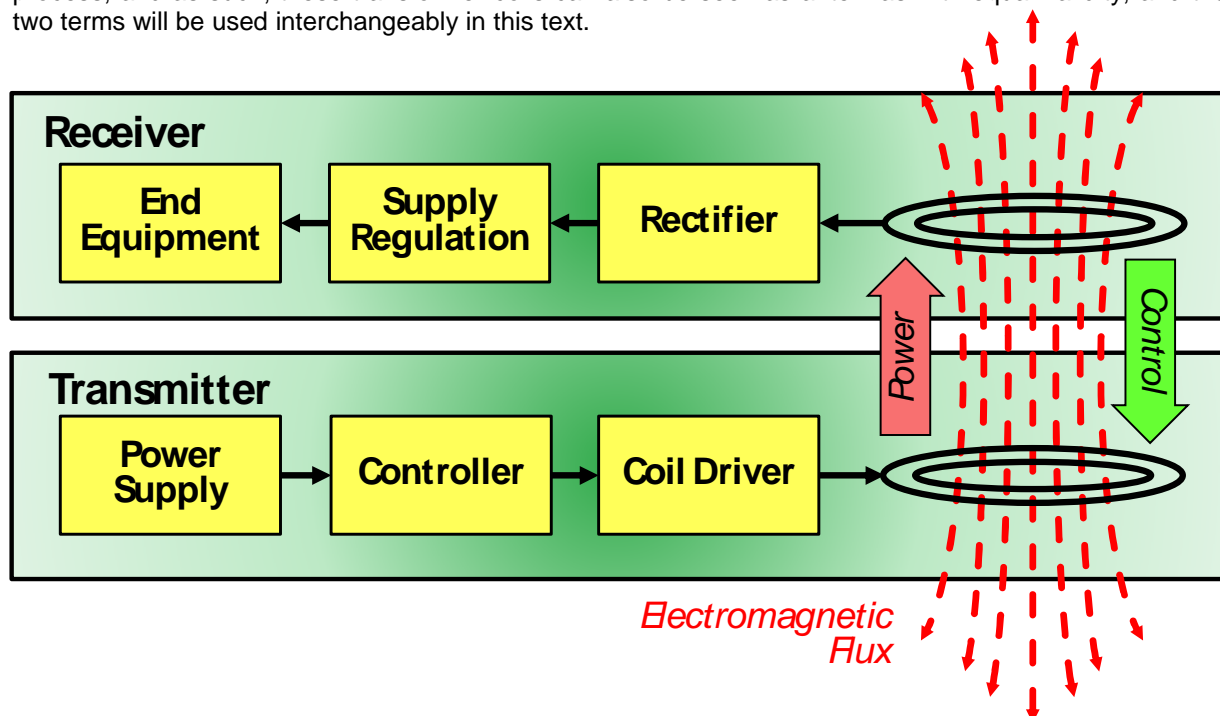 two terms will be used interchangeably in this text.
Receiver
End
Equipment
Supply
Regulation
Rectifier
Power
Control
Transmitter
Power
Supply
Controller
Coil Driver
Electromagnetic
Flux